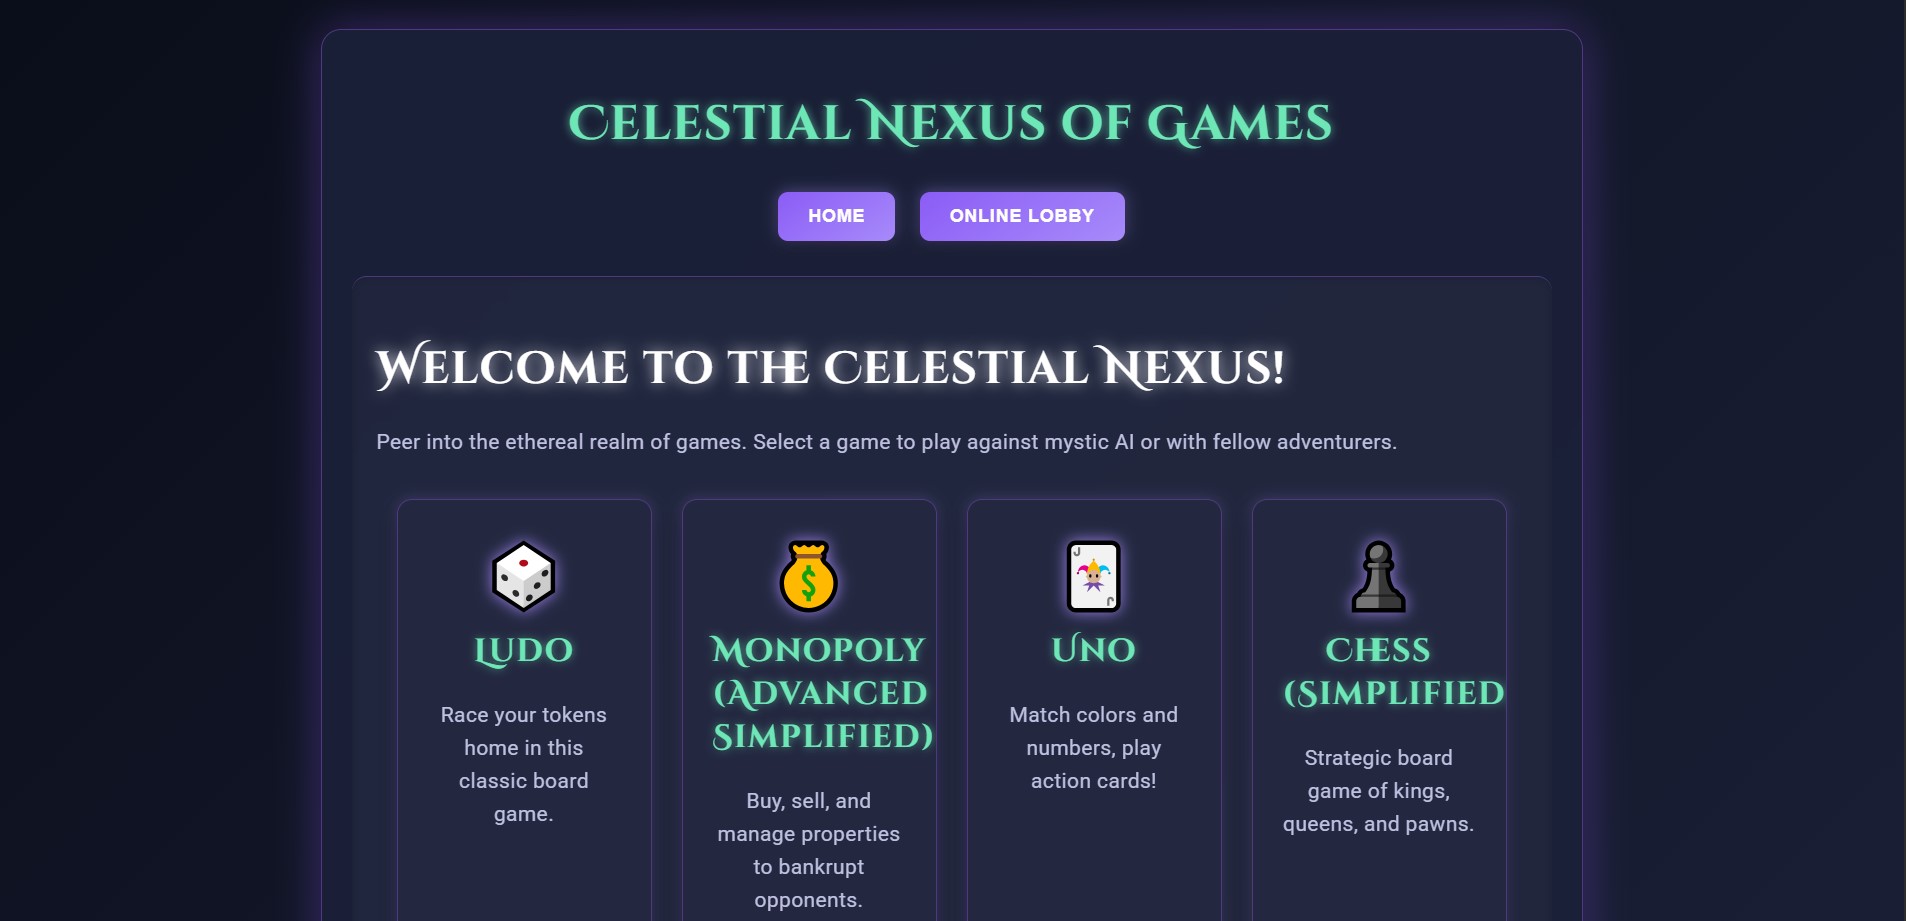 Celestial Nexus of Games
HOME
ONLINE LOBBY
Welcome to the Celestial Nexus!
Peer into the ethereal realm of games. Select a game to play against mystic AI or with fellow adventurers.
Ludo
Race your tokens
home in this
classic board
game.
$
Monopoly
(Advanced
Simplified)
Buy, sell, and
manage properties
to bankrupt
opponents.
J
J
Uno
Match colors and
numbers, play
action cards!
Chess
(Simplified
Strategic board
game of kings,
queens, and pawns.